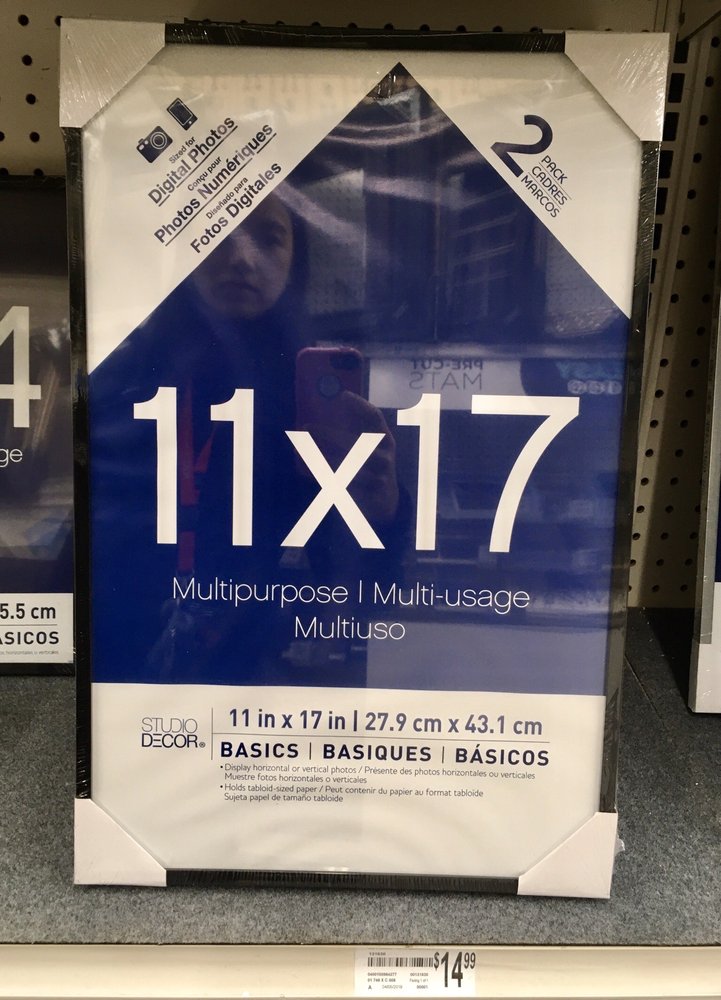 Sized for
Digital Photos
Conçu pour
Photos Numériques
Diseñado para
Fotos Digitales
2
PACK
CADRES
MARCOS
PRE-CUT
MATS
4
ge
11x17
Multipurpose | Multi-usage
Multiuso
5.5 cm
ASICOS
STUDIO
DECOR®
11 in x 17 in | 27.9 cm x 43.1 cm
BASICS | BASIQUES | BÁSICOS
• Display horizontal or vertical photos / Présente des photos horizontales ou verticales
Muestre fotos horizontales o verticales
• Holds tabloid-sized paper / Peut contenir du papier au format tabloïde
Sujeta papel de tamaño tabloide
$14.99